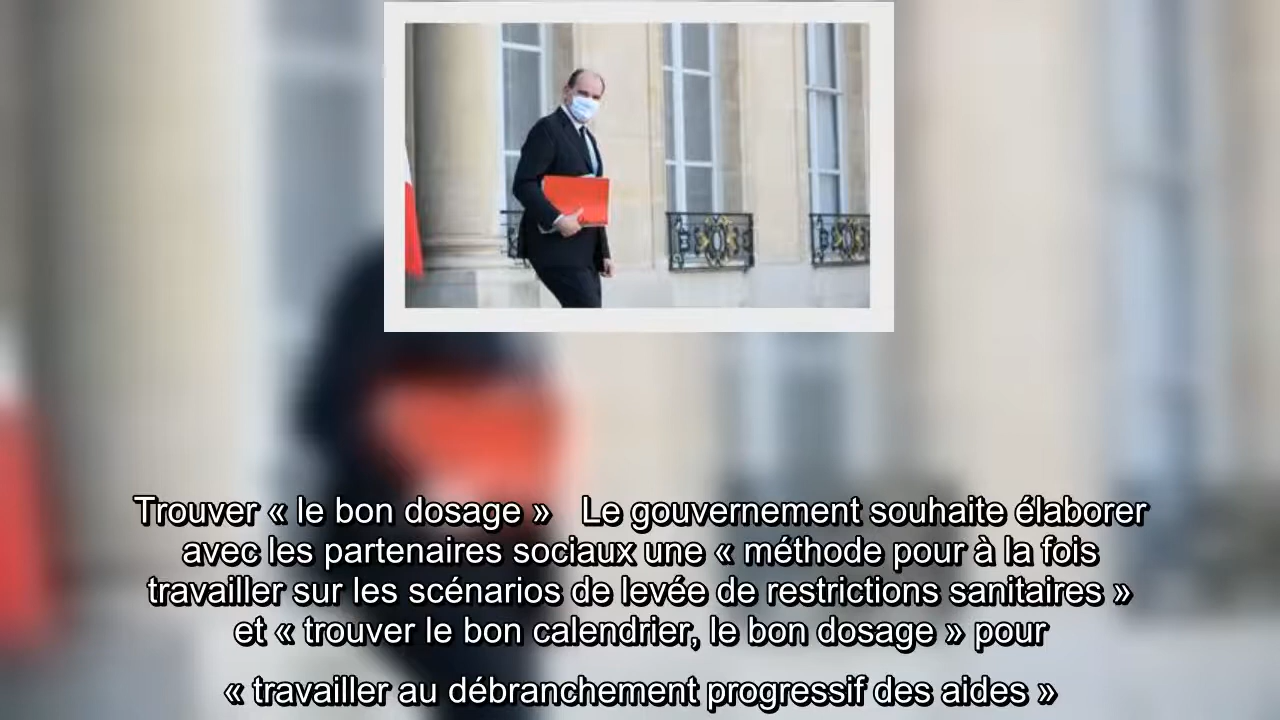 Trouver « le bon dosage »   Le gouvernement souhaite élaborer
avec les partenaires sociaux une « méthode pour à la fois
travailler sur les scénarios de levée de restrictions sanitaires »
et « trouver le bon calendrier, le bon dosage » pour
« travailler au débranchement progressif des aides »